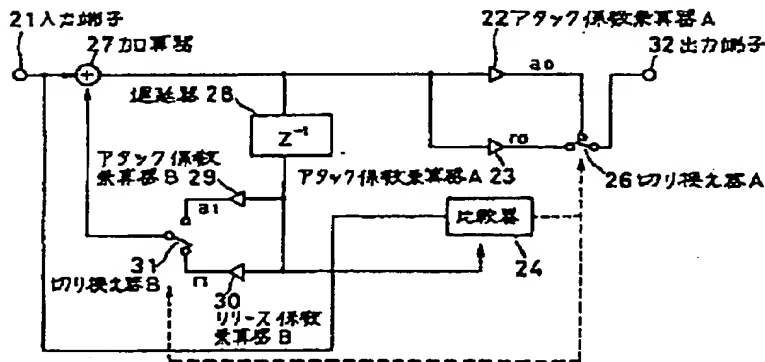 21入力端子
22アタック係数乗算器A
27加算器
32出力端子
a0
遅延器28
Z⁻¹
r0
アタック係数
乗算器B 29
アタック係数乗算器A 23
26切り換え器A
a1
比較器
31
24
切り換え器B
r1
30
リリース係数
乗算器B